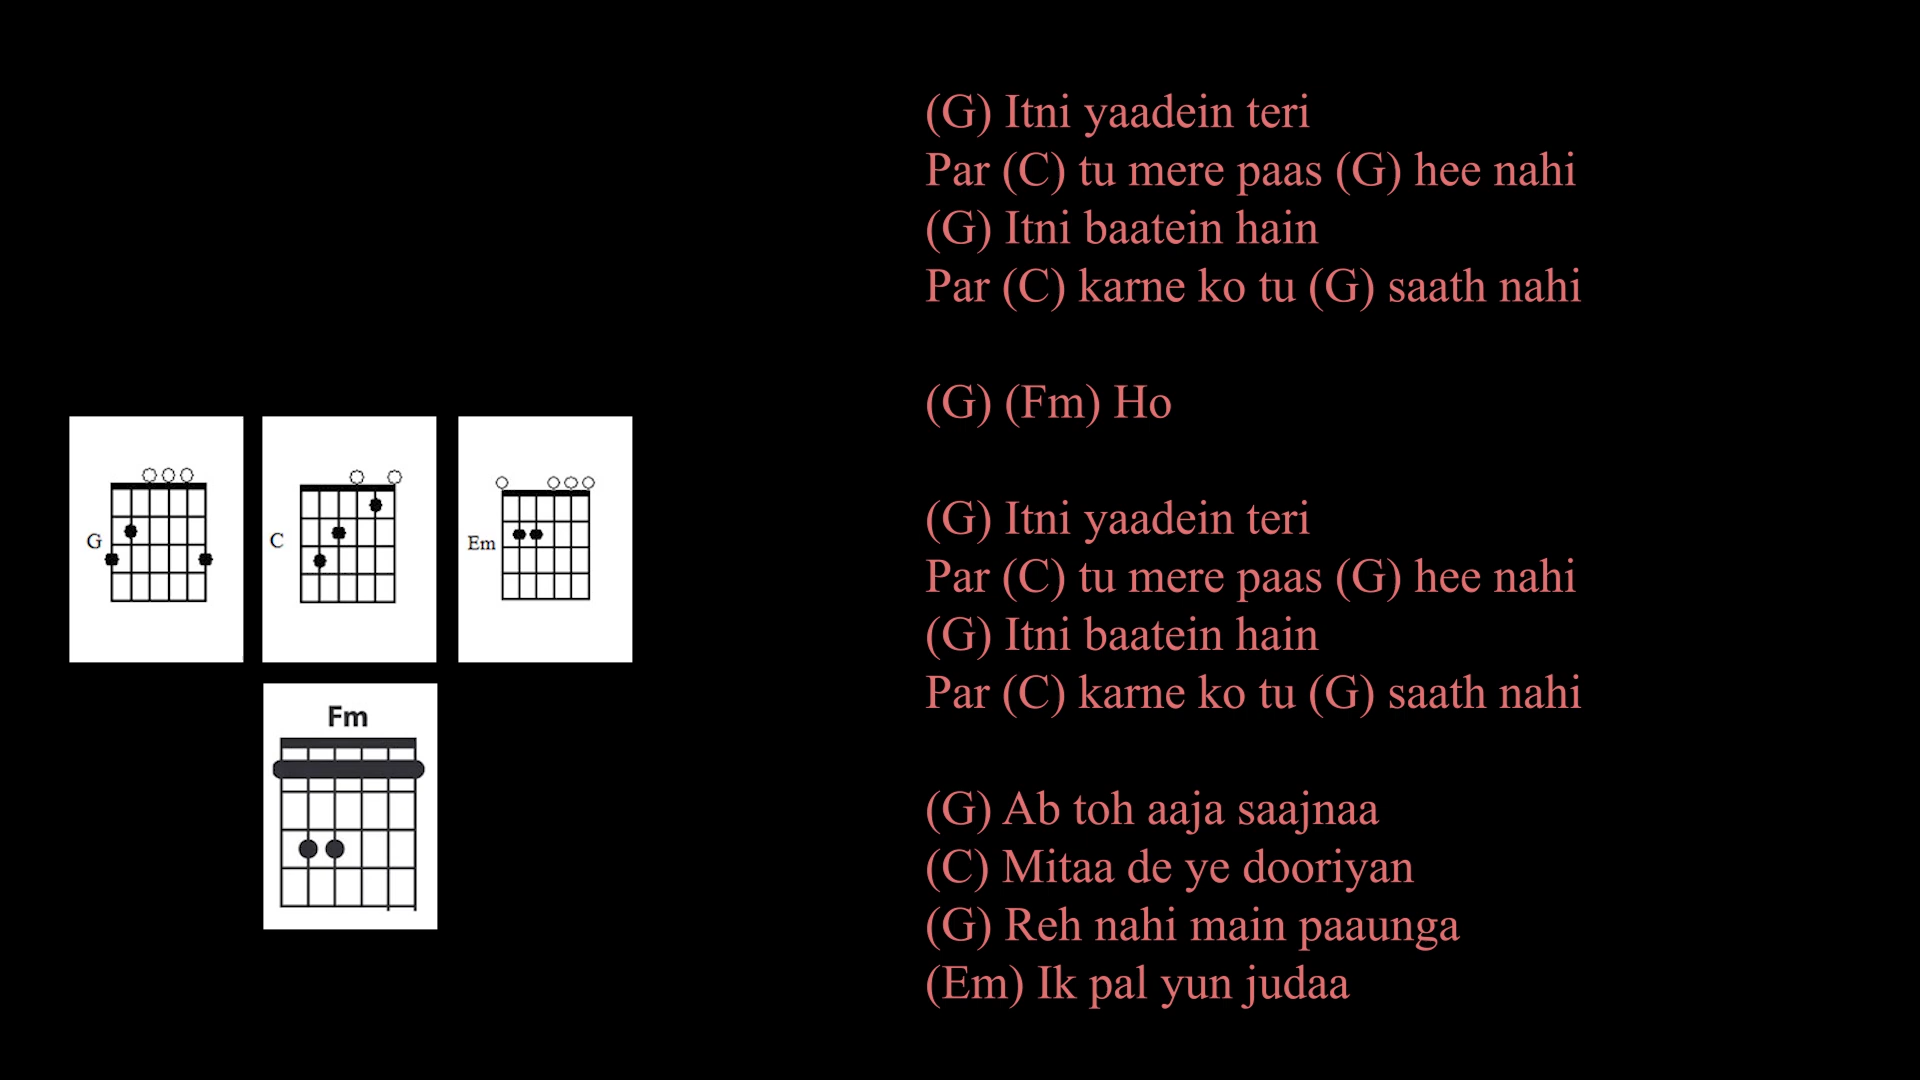 G
C
Em
Fm
(G) Itni yaadein teri
Par (C) tu mere paas (G) hee nahi
(G) Itni baatein hain
Par (C) karne ko tu (G) saath nahi
(G) (Fm) Ho
(G) Itni yaadein teri
Par (C) tu mere paas (G) hee nahi
(G) Itni baatein hain
Par (C) karne ko tu (G) saath nahi
(G) Ab toh aaja saajnaa
(C) Mitaa de ye dooriyan
(G) Reh nahi main paaunga
(Em) Ik pal yun judaa